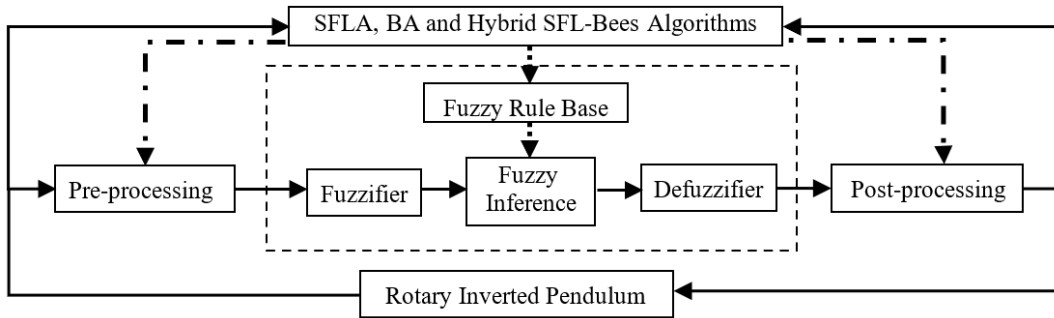 SFLA, BA and Hybrid SFL-Bees Algorithms
Fuzzy Rule Base
Pre-processing
Fuzzifier
Fuzzy
Inference
Defuzzifier
Post-processing
Rotary Inverted Pendulum